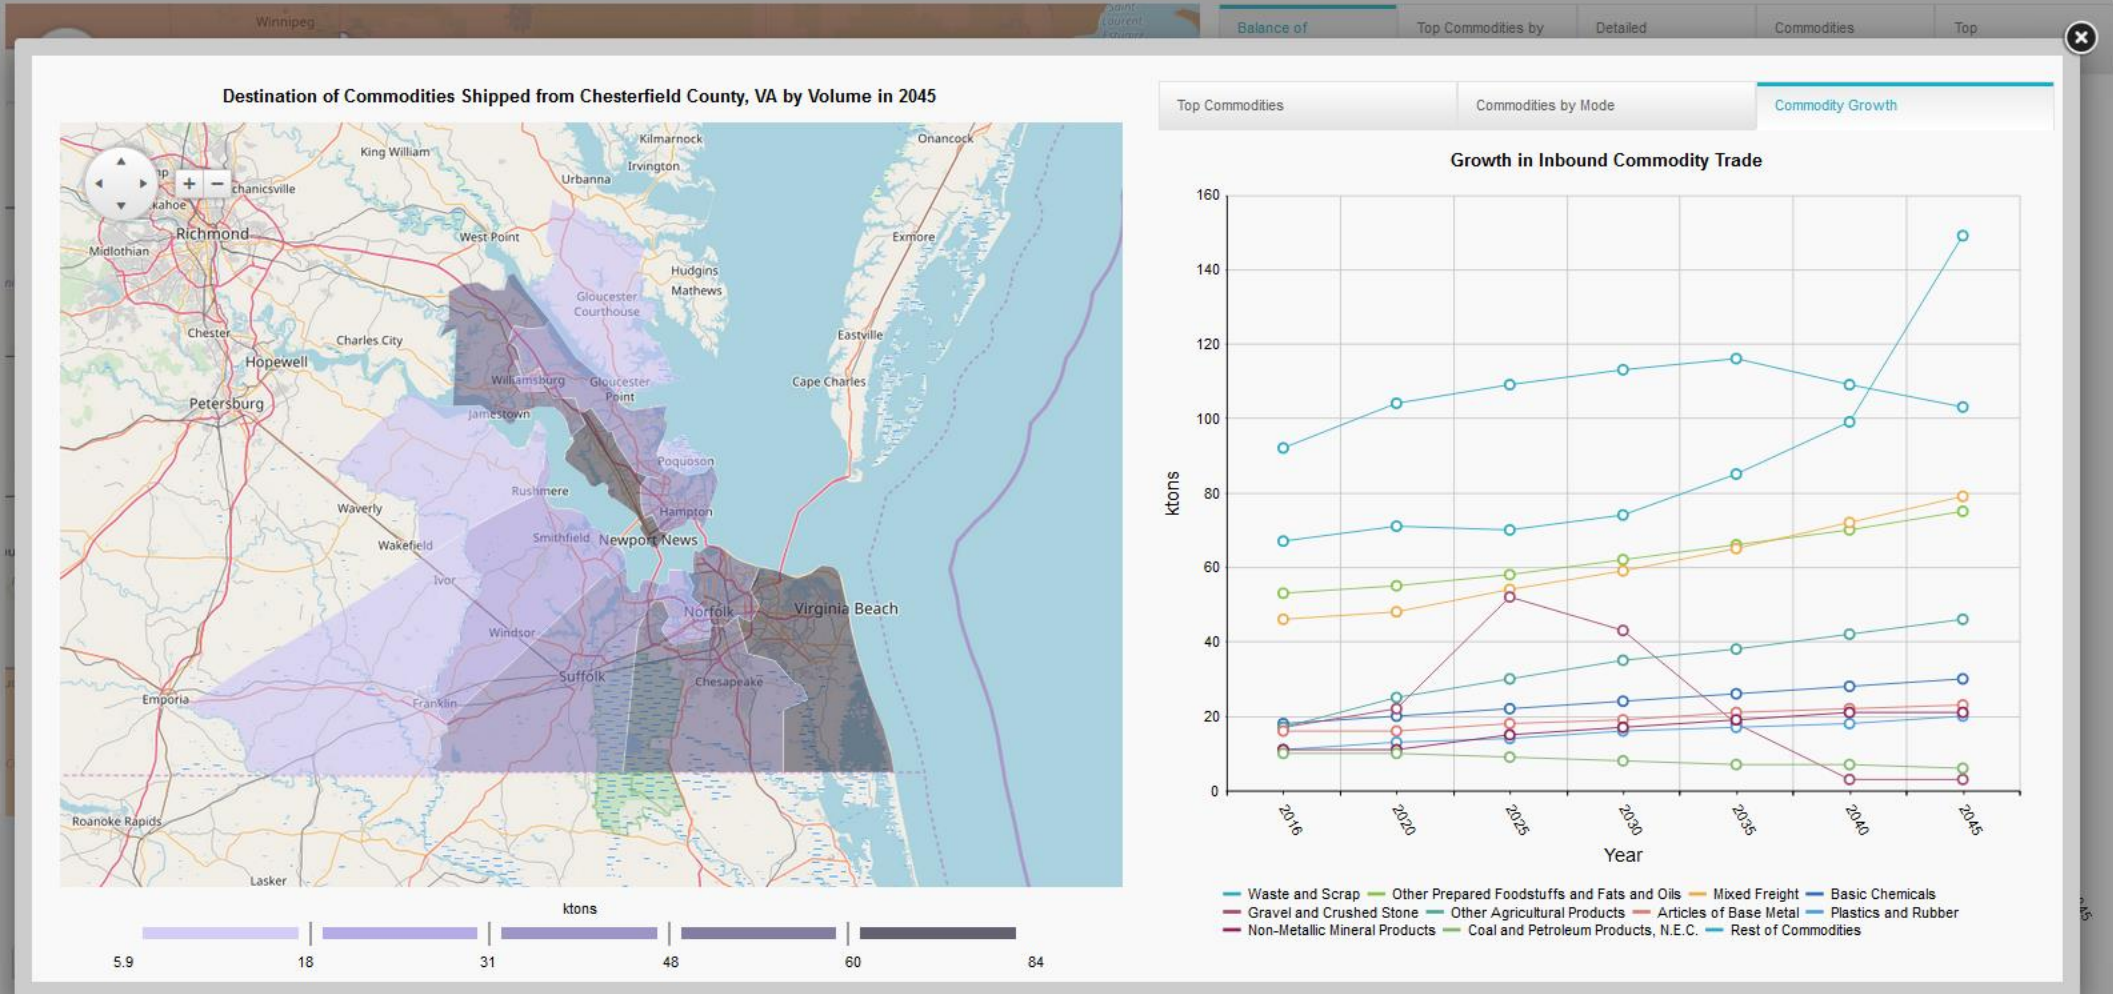 Winnipeg
Saint
Laurent
Estuary
Balance of
Top Commodities by
Detailed
Commodities
Top
Destination of Commodities Shipped from Chesterfield County, VA by Volume in 2045
Kilmarnock
Onancock
King William
Irvington
Urbanna
chanicsville
kahoe
Richmond
West Point
Exmore
Midlothian
Hudgins
Mathews
Gloucester
Courthouse
Chester
Charles City
Eastville
Hopewell
Williamsburg
Gloucester
Point
Cape Charles
Petersburg
Jamestown
Poquoson
Rushmere
Waverly
Hampton
Wakefield
Smithfield
Newport News
Ivor
Norfolk
Virginia Beach
Windsor
Suffolk
Chesapeake
Emporia
Franklin
Roanoke Rapids
Lasker
ktons
5.9 18 31 48 60 84
Top Commodities
Commodities by Mode
Commodity Growth
Growth in Inbound Commodity Trade
160
140
120
100
80
60
40
20
0
ktons
2016 2020 2025 2030 2035 2040 2045
Year
Waste and Scrap Other Prepared Foodstuffs and Fats and Oils Mixed Freight Basic Chemicals
Gravel and Crushed Stone Other Agricultural Products Articles of Base Metal Plastics and Rubber
Non-Metallic Mineral Products Coal and Petroleum Products, N.E.C. Rest of Commodities